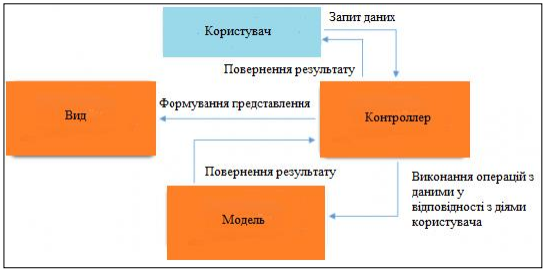 Користувач
Запит даних
Повернення результату
Вид
Формування представлення
Контроллер
Повернення результату
Виконання операцій з
даними у
відповідності з діями
користувача
Модель